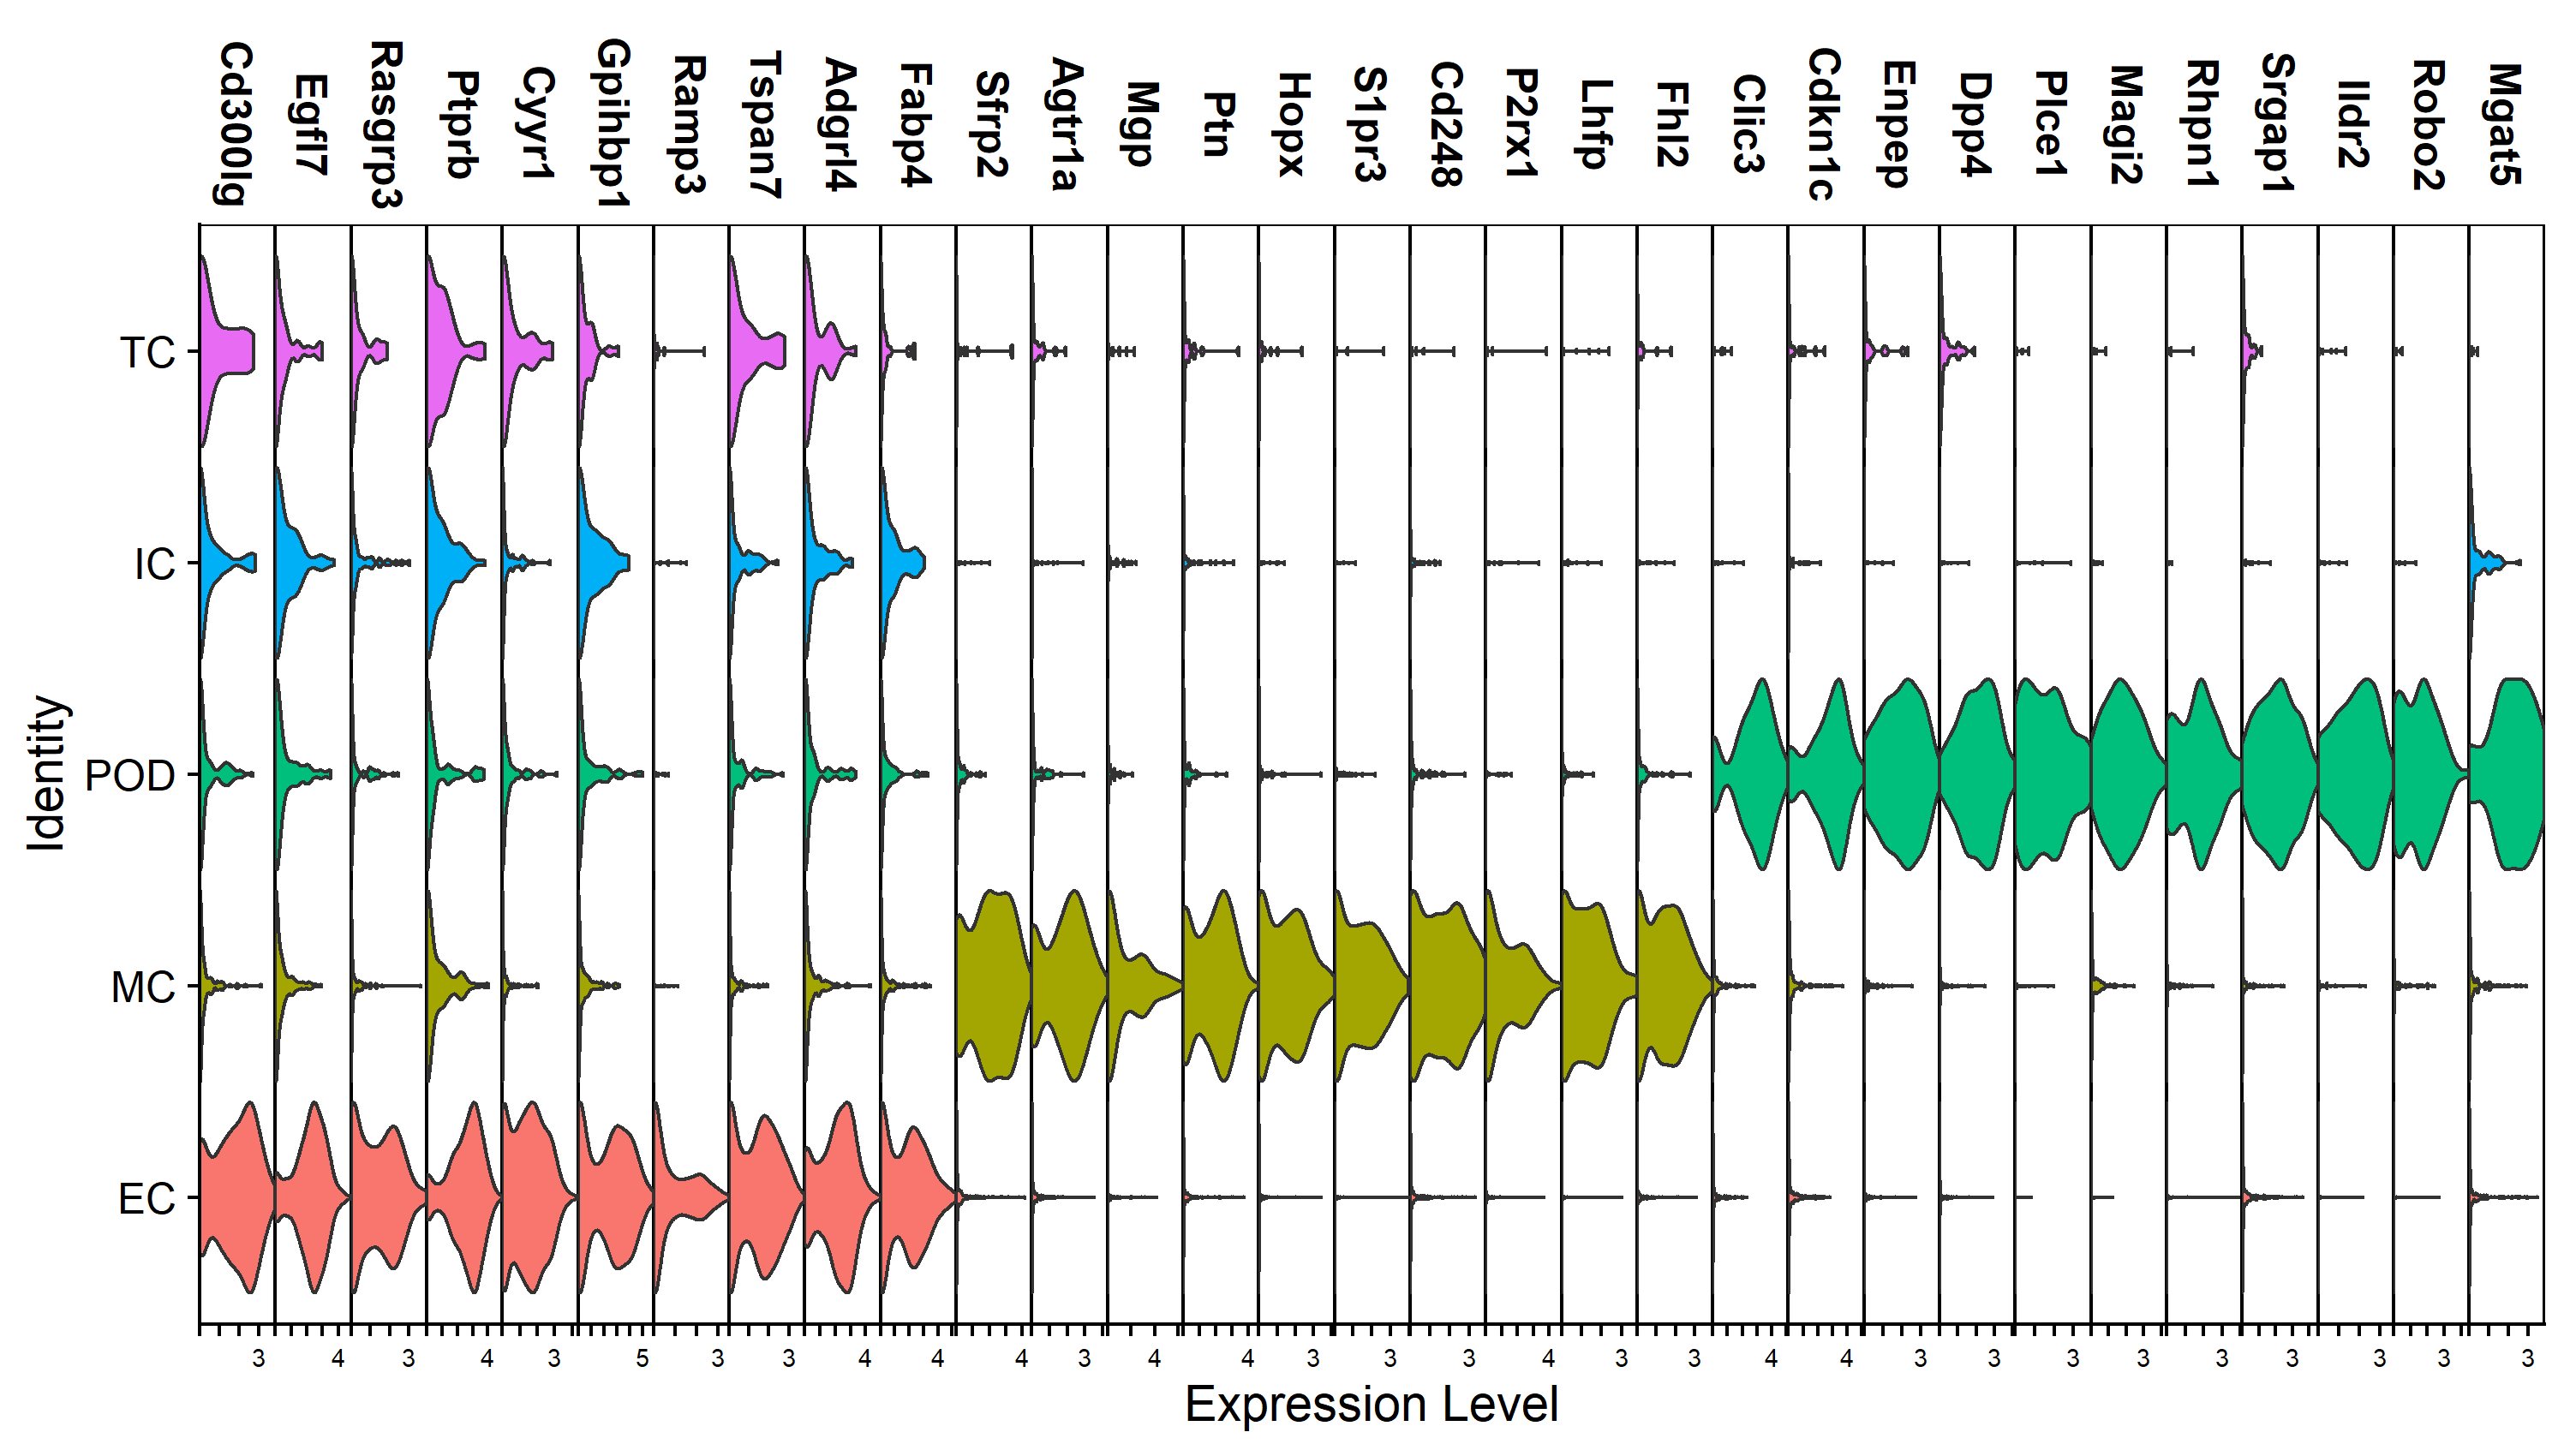 Cd300lg Egfl7 Rasgrp3 Ptprb Cyyr1 Gpihbp1 Ramp3 Tspan7 Adgrl4 Fabp4 Sfrp2 Agtr1a Mgp Ptn Hopx S1pr3 Cd248 P2rx1 Lhfp Fhl2 Clic3 Cdkn1c Enpep Dpp4 Plce1 Magi2 Rhpn1 Srgap1 Ildr2 Robo2 Mgat5
TC
IC
POD
MC
EC
Identity
3 4 3 4 3 5 3 3 4 4 4 3 4 4 3 3 3 4 3 3 4 4 3 3 3 3 3 3 3 3 3
Expression Level